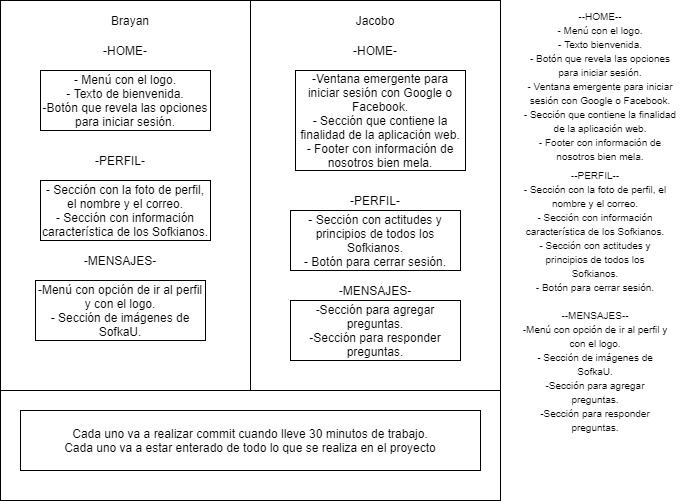 Brayan
-HOME-
- Menú con el logo.
- Texto de bienvenida.
-Botón que revela las opciones
para iniciar sesión.
-PERFIL-
- Sección con la foto de perfil,
el nombre y el correo.
- Sección con información
característica de los Sofkianos.
-MENSAJES-
-Menú con opción de ir al perfil
y con el logo.
- Sección de imágenes de
SofkaU.
Jacobo
-HOME-
-Ventana emergente para
iniciar sesión con Google o
Facebook.
- Sección que contiene la
finalidad de la aplicación web.
- Footer con información de
nosotros bien mela.
-PERFIL-
- Sección con actitudes y
principios de todos los
Sofkianos.
- Botón para cerrar sesión.
-MENSAJES-
-Sección para agregar
preguntas.
-Sección para responder
preguntas.
Cada uno va a realizar commit cuando lleve 30 minutos de trabajo.
Cada uno va a estar enterado de todo lo que se realiza en el proyecto
--HOME--
- Menú con el logo.
- Texto bienvenida.
- Botón que revela las opciones
para iniciar sesión.
- Ventana emergente para iniciar
sesión con Google o Facebook.
- Sección que contiene la finalidad
de la aplicación web.
- Footer con información de
nosotros bien mela.
--PERFIL--
- Sección con la foto de perfil, el
nombre y el correo.
- Sección con información
característica de los Sofkianos.
- Sección con actitudes y
principios de todos los
Sofkianos.
- Botón para cerrar sesión.
--MENSAJES--
-Menú con opción de ir al perfil y
con el logo.
- Sección de imágenes de
SofkaU.
-Sección para agregar
preguntas.
-Sección para responder
preguntas.